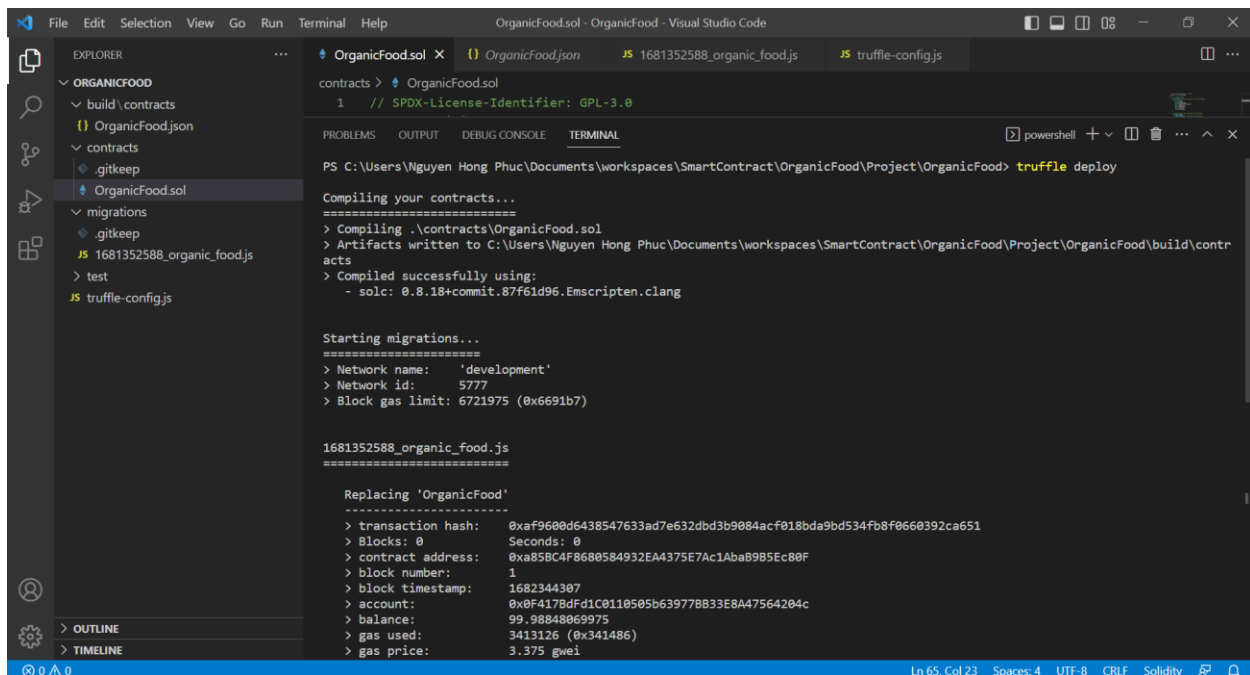 File Edit Selection View Go Run Terminal Help OrganicFood.sol - OrganicFood - Visual Studio Code
EXPLORER
ORGANICFOOD
build\contracts
{} OrganicFood.json
contracts
.gitkeep
OrganicFood.sol
migrations
.gitkeep
JS 1681352588_organic_food.js
> test
JS truffle-config.js
> OUTLINE
> TIMELINE
OrganicFood.sol {} OrganicFood.json JS 1681352588_organic_food.js JS truffle-config.js
contracts > OrganicFood.sol
1 // SPDX-License-Identifier: GPL-3.0
PROBLEMS OUTPUT DEBUG CONSOLE TERMINAL powershell
PS C:\Users\Nguyen Hong Phuc\Documents\workspaces\SmartContract\OrganicFood\Project\OrganicFood> truffle deploy
Compiling your contracts...
===========================
> Compiling .\contracts\OrganicFood.sol
> Artifacts written to C:\Users\Nguyen Hong Phuc\Documents\workspaces\SmartContract\OrganicFood\Project\OrganicFood\build\contr
acts
> Compiled successfully using:
- solc: 0.8.18+commit.87f61d96.Emscripten.clang
Starting migrations...
======================
> Network name: 'development'
> Network id: 5777
> Block gas limit: 6721975 (0x6691b7)
1681352588_organic_food.js
==========================
Replacing 'OrganicFood'
-----------------------
> transaction hash: 0xaf9600d6438547633ad7e632dbd3b9084acf018bda9bd534fb8f0660392ca651
> Blocks: 0 Seconds: 0
> contract address: 0xa85BC4F8680584932EA4375E7Ac1AbaB9B5Ec80F
> block number: 1
> block timestamp: 1682344307
> account: 0x0F417BdFd1C0110505b63977BB33E8A47564204c
> balance: 99.98848069975
> gas used: 3413126 (0x341486)
> gas price: 3.375 gwei
0 0 Ln 65, Col 23 Spaces: 4 UTF-8 CRLF Solidity